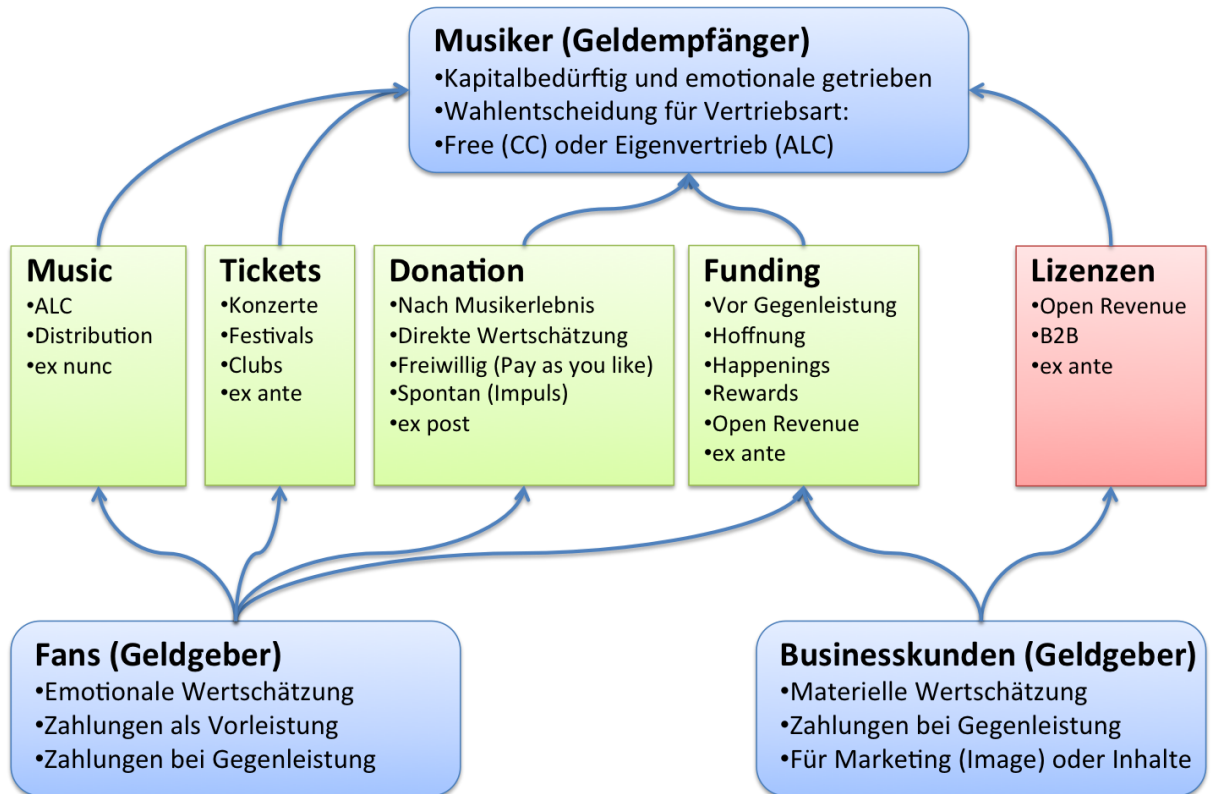 Musiker (Geldempfänger)
•Kapitalbedürftig und emotionale getrieben
•Wahlentscheidung für Vertriebsart:
•Free (CC) oder Eigenvertrieb (ALC)
Music
•ALC
•Distribution
•ex nunc
Tickets
•Konzerte
•Festivals
•Clubs
•ex ante
Donation
•Nach Musikerlebnis
•Direkte Wertschätzung
•Freiwillig (Pay as you like)
•Spontan (Impuls)
•ex post
Funding
•Vor Gegenleistung
•Hoffnung
•Happenings
•Rewards
•Open Revenue
•ex ante
Lizenzen
•Open Revenue
•B2B
•ex ante
Fans (Geldgeber)
•Emotionale Wertschätzung
•Zahlungen als Vorleistung
•Zahlungen bei Gegenleistung
Businesskunden (Geldgeber)
•Materielle Wertschätzung
•Zahlungen bei Gegenleistung
•Für Marketing (Image) oder Inhalte